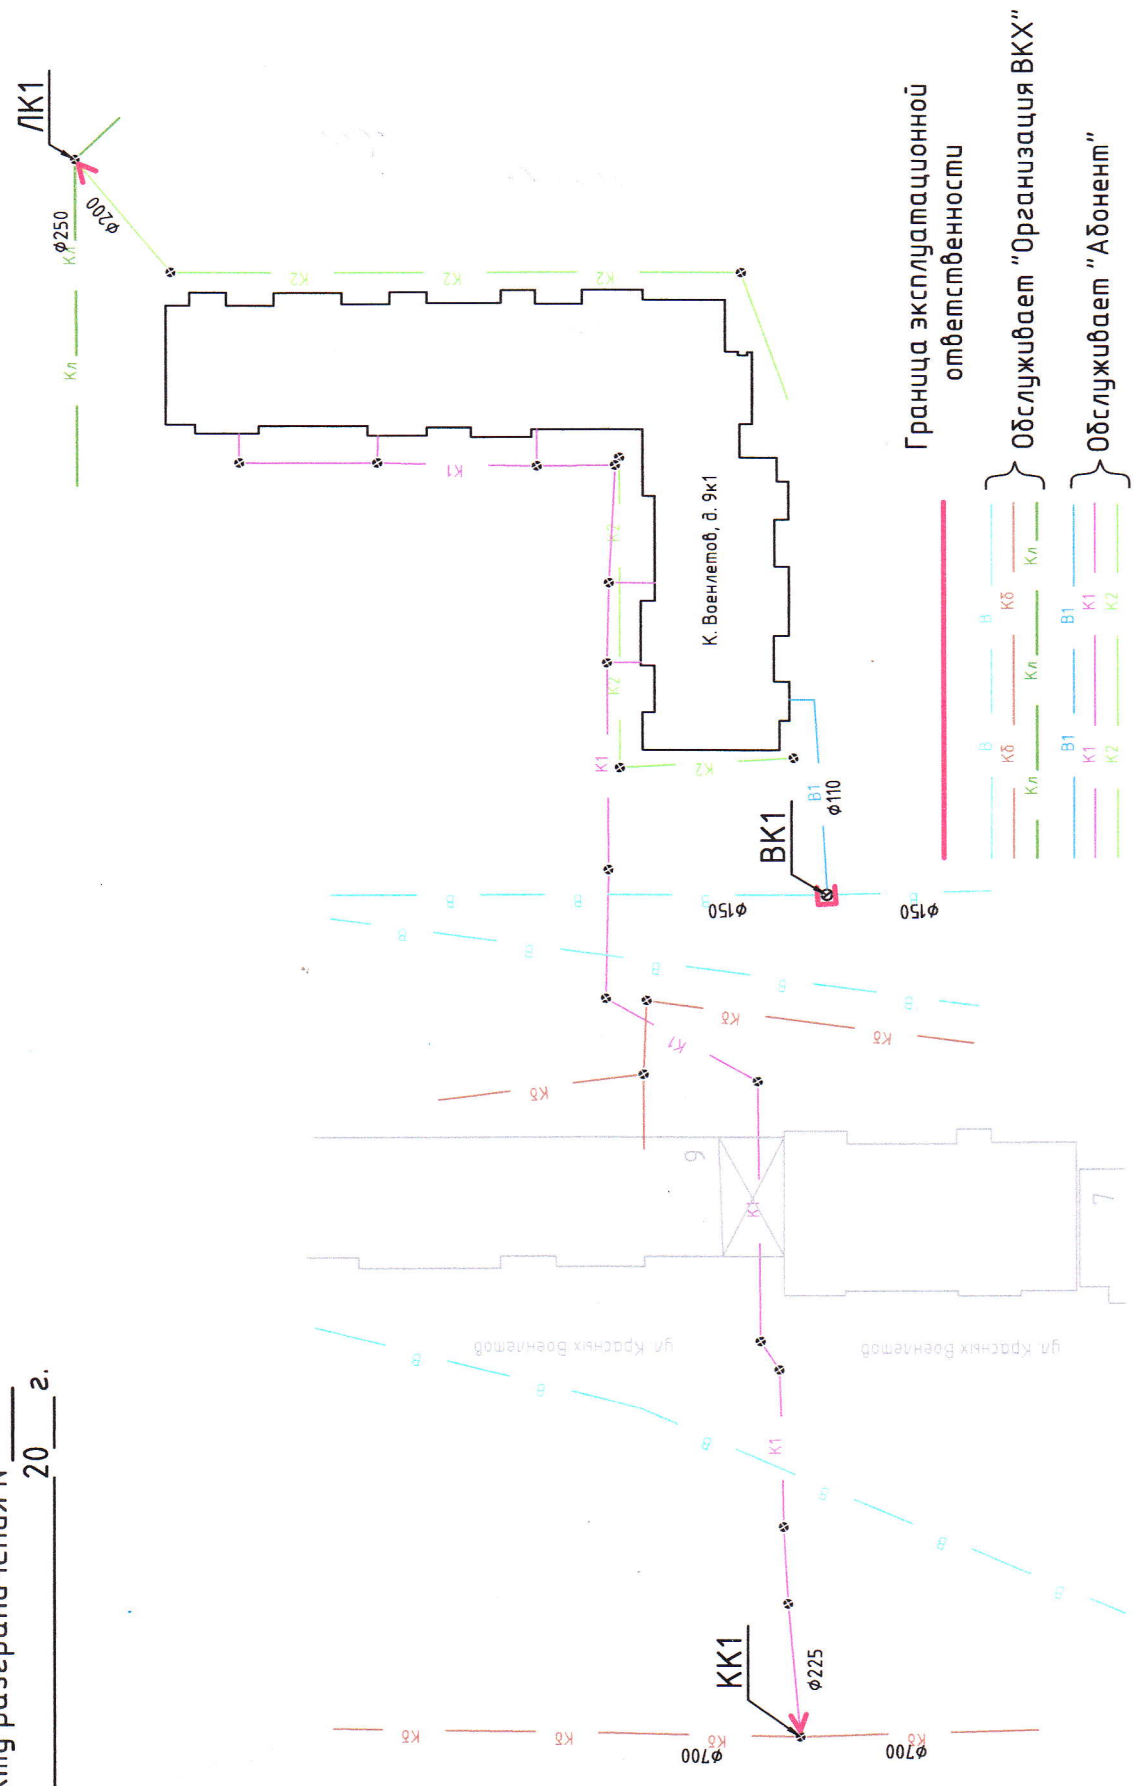 разграничения №
20 г.
ЛК1
ф250
ф200
Кл
Кл
К2
К2
К2
К1
К2
К2
К. Военлетов, д. 9к1
К1
К2
В1
ф110
ВК1
В
В
В
ф150
В
ф150
В
В
В
В
В
Кб
Кб
Кб
К1
9
К1
7
ул. Красных Военлетов
ул. Красных Военлетов
В
В
В
В
В
В
К1
КК1
ф225
Кб
Кб
Кб
Кб
ф700
ф700
Граница эксплуатационной
ответственности
Обслуживает "Организация ВКХ"
В В
Кб Кб
Кл Кл Кл
Обслуживает "Абонент"
В1 В1
К1 К1
К2 К2